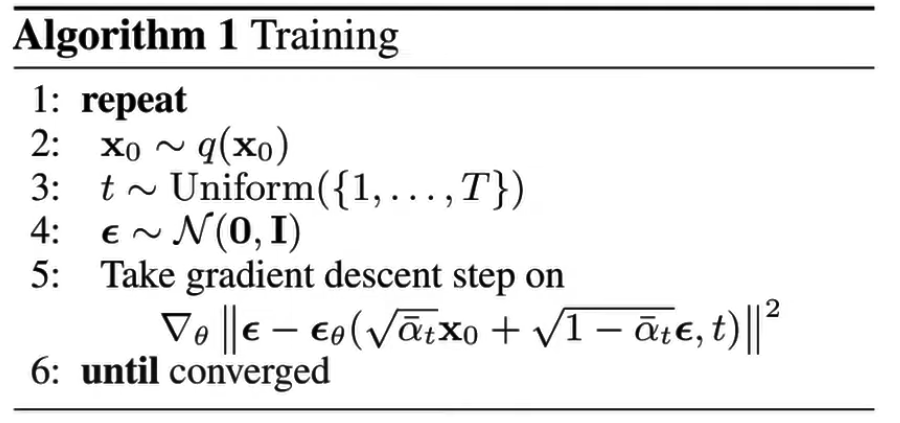 Algorithm 1 Training
1: repeat
2: x₀ ∼ q(x₀)
3: t ∼ Uniform({1, . . . , T})
4: ϵ ∼ 𝒩(0, I)
5: Take gradient descent step on
∇θ ‖ϵ − ϵθ(√ᾱₜx₀ + √1 − ᾱₜϵ, t)‖²
6: until converged